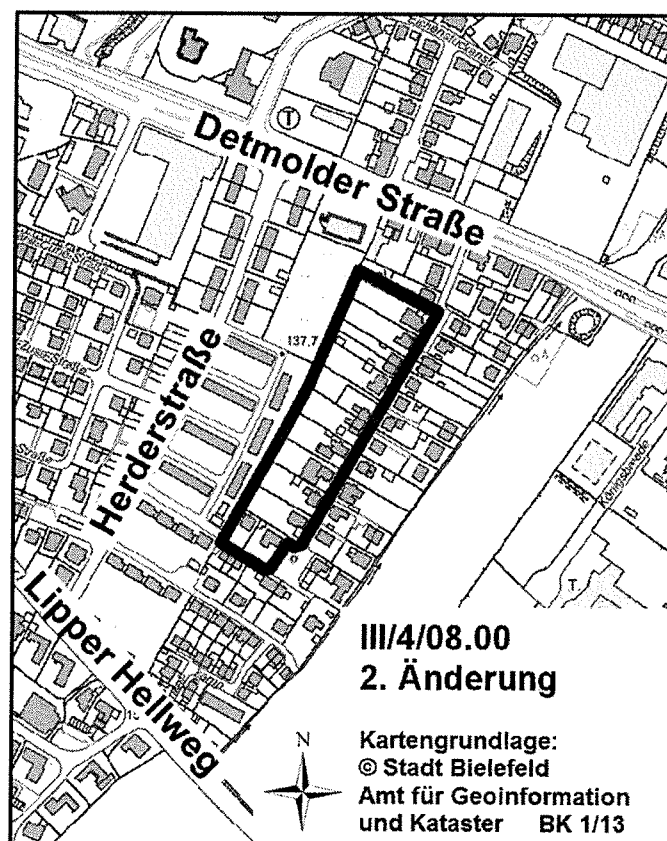 Detmolder Straße
T
137,7
Herderstraße
Lipper Hellweg
Königsbreede
T
III/4/08.00
2. Änderung
N
Kartengrundlage:
© Stadt Bielefeld
Amt für Geoinformation
und Kataster BK 1/13